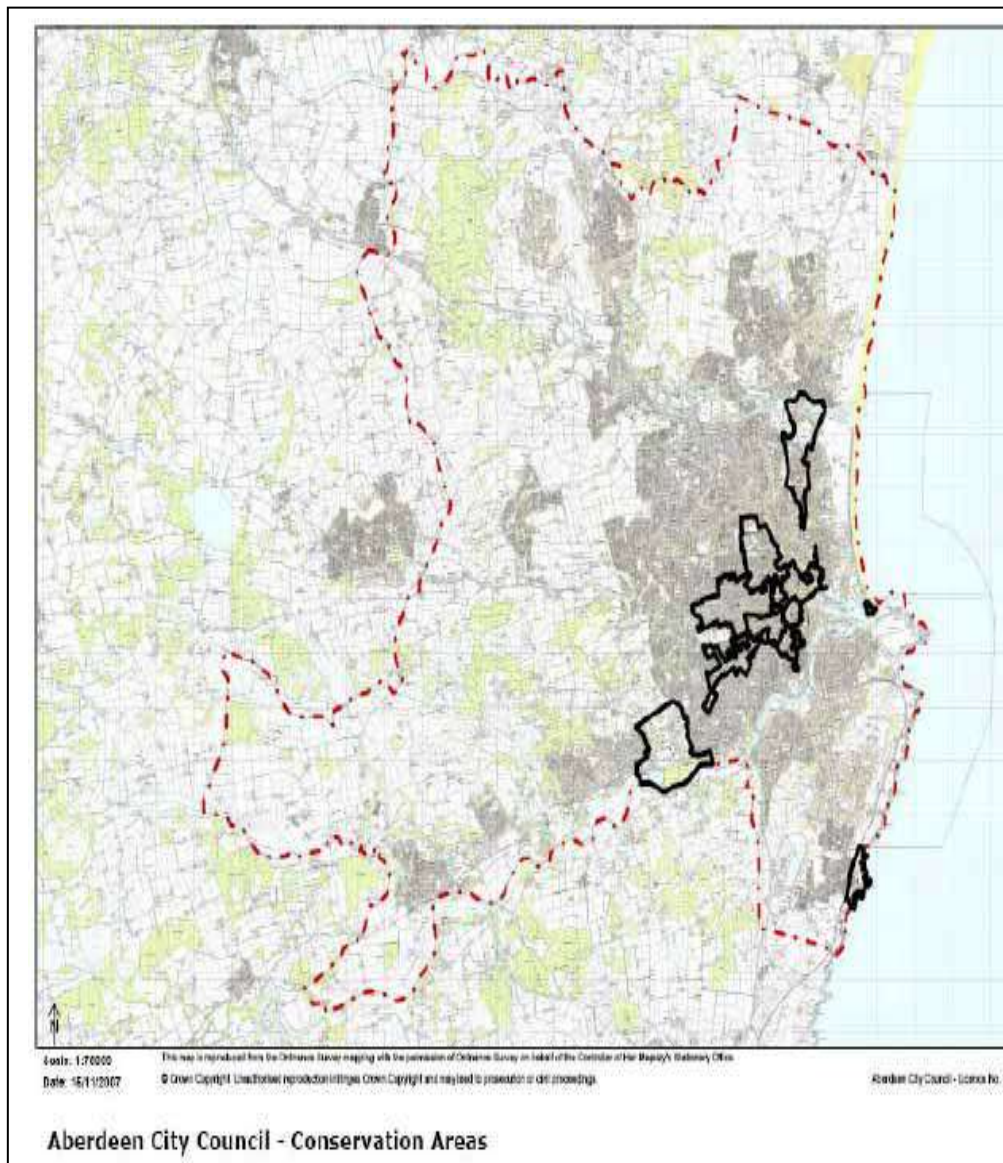 N
Scale: 1:70000
This map is reproduced from the Ordnance Survey mapping with the permission of Ordnance Survey on behalf of the Controller of Her Majesty's Stationery Office.
Date: 15/11/2007
© Crown Copyright. Unauthorised reproduction infringes Crown Copyright and may lead to prosecution or civil proceedings.
Aberdeen City Council - Licence No.
Aberdeen City Council - Conservation Areas